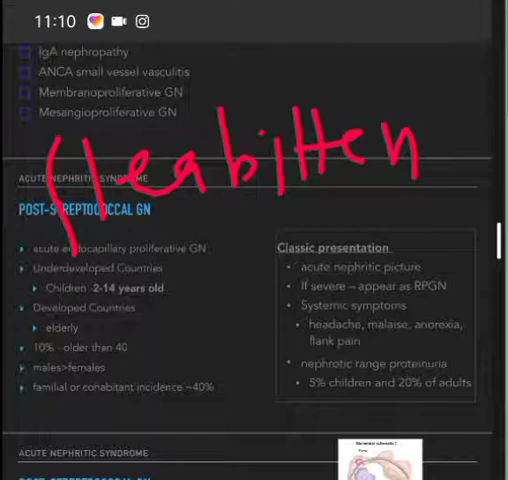 11:10
IgA nephropathy
ANCA small vessel vasculitis
Membranoproliferative GN
Mesangioproliferative GN
fleabitten
ACUTE NEPHRITIC SYNDROME
POST-STREPTOCOCCAL GN
acute endocapillary proliferative GN
Underdeveloped Countries
Children 2-14 years old
Developed Countries
elderly
10% - older than 40
males>females
familial or cohabitant incidence ~40%
Classic presentation
acute nephritic picture
If severe – appear as RPGN
Systemic symptoms
headache, malaise, anorexia,
flank pain
nephrotic range proteinuria
5% children and 20% of adults
ACUTE NEPHRITIC SYNDROME